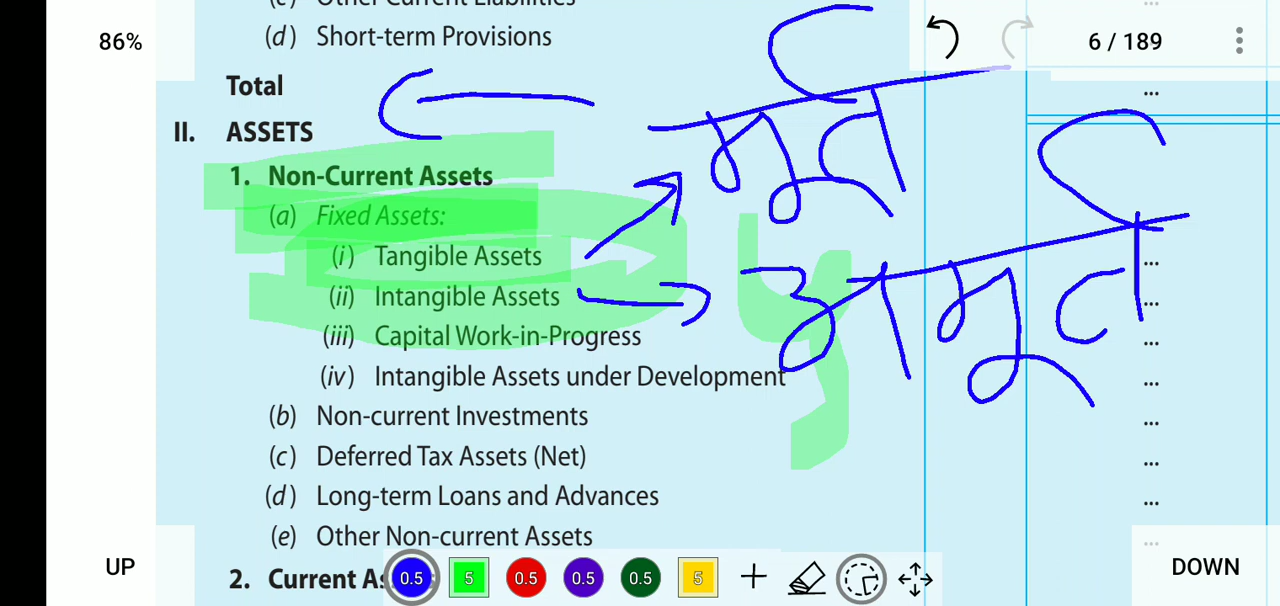 86%
6 / 189
(d) Short-term Provisions
Total
...
II. ASSETS
1. Non-Current Assets
(a) Fixed Assets:
(i) Tangible Assets ...
(ii) Intangible Assets ...
(iii) Capital Work-in-Progress ...
(iv) Intangible Assets under Development ...
(b) Non-current Investments ...
(c) Deferred Tax Assets (Net) ...
(d) Long-term Loans and Advances ...
(e) Other Non-current Assets ...
मूर्त
अमूर्त
UP
DOWN
2. Current
0.5 5 0.5 0.5 0.5 5